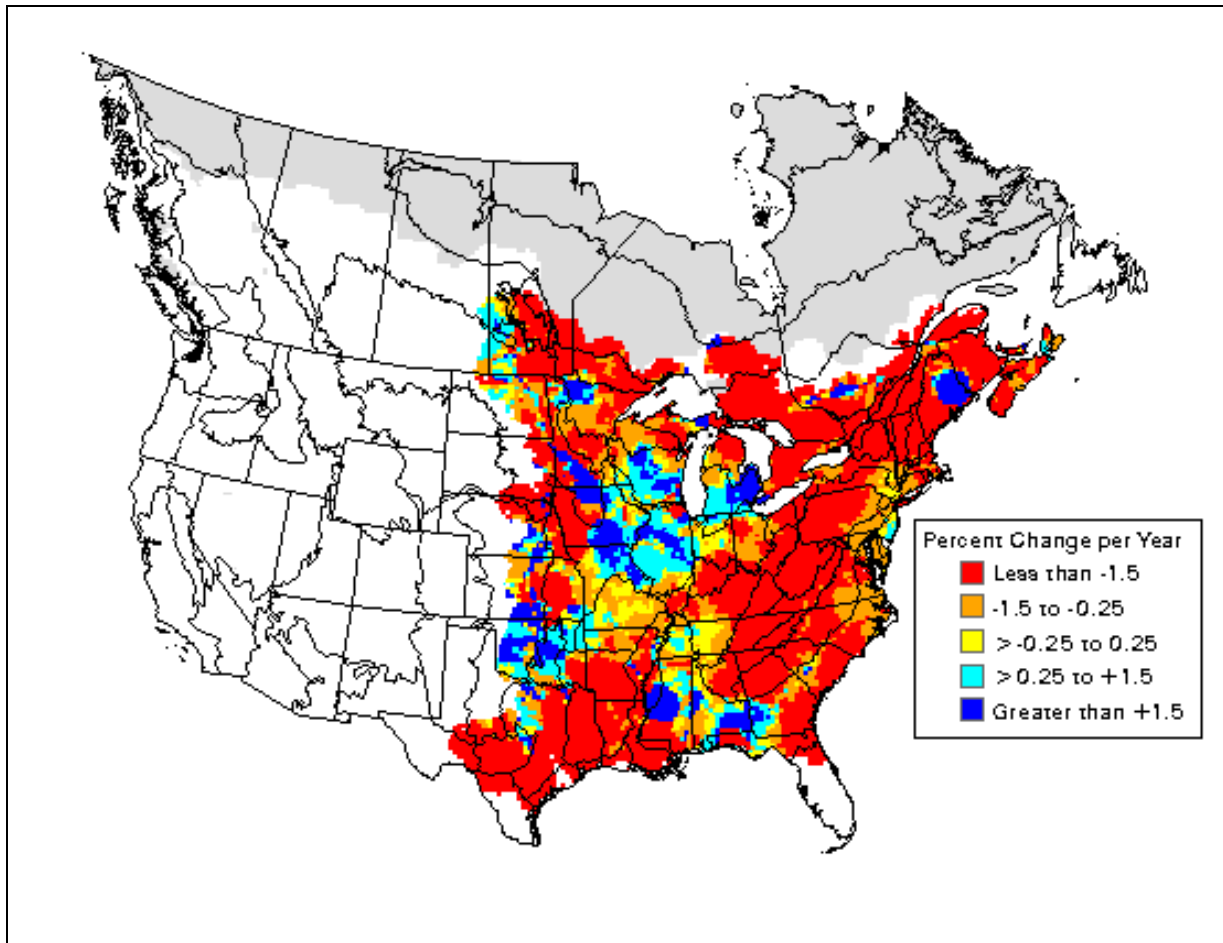 Percent Change per Year
Less than -1.5
-1.5 to -0.25
> -0.25 to 0.25
> 0.25 to +1.5
Greater than +1.5